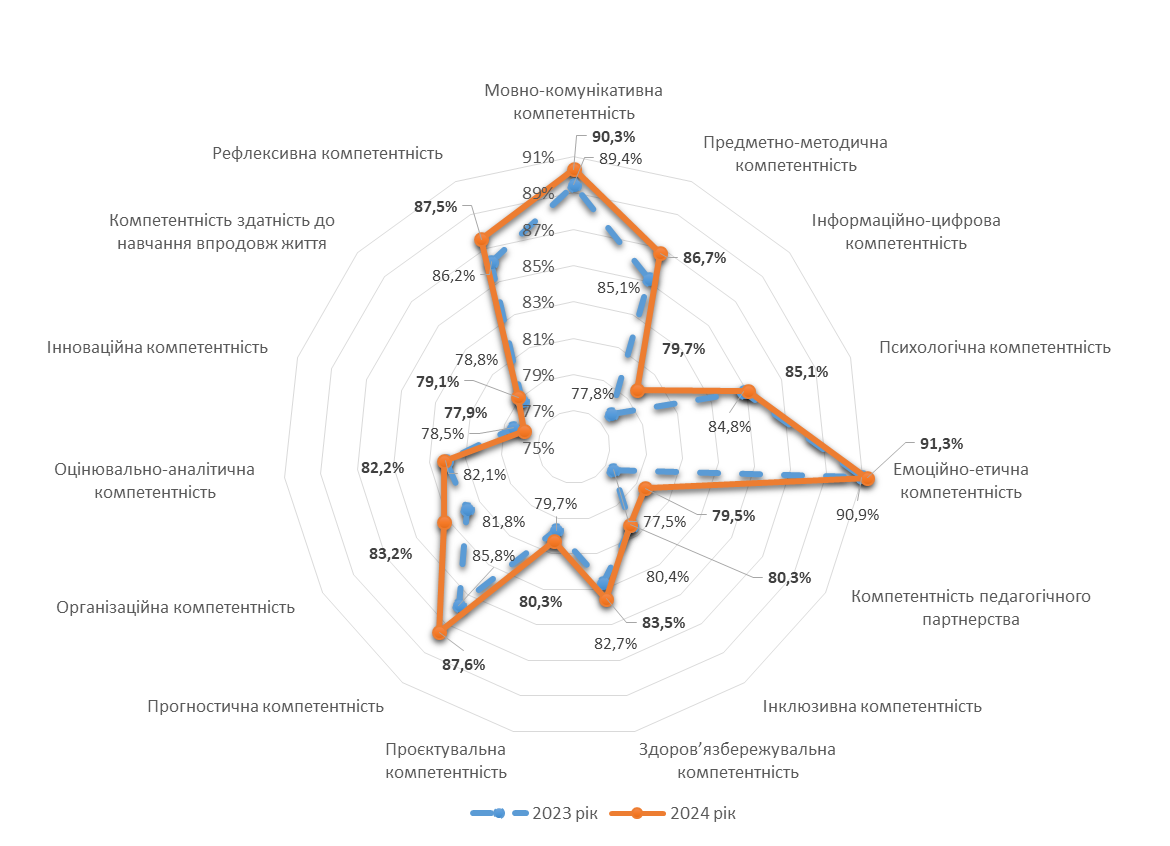 Мовно-комунікативна
компетентність
90,3%
Предметно-методична
компетентність
Рефлексивна компетентність
91%
89,4%
89%
87,5%
Компетентність здатність до
навчання впродовж життя
Інформаційно-цифрова
компетентність
87%
86,7%
86,2%
85%
85,1%
83%
Інноваційна компетентність
81%
79,7%
Психологічна компетентність
78,8%
85,1%
79,1%
79%
77,8%
77,9%
77%
78,5%
84,8%
75%
91,3%
Оцінювально-аналітична
компетентність
82,2%
82,1%
Емоційно-етична
компетентність
79,7%
90,9%
81,8%
77,5%
79,5%
83,2%
85,8%
80,4%
80,3%
Організаційна компетентність
80,3%
Компетентність педагогічного
партнерства
83,5%
82,7%
87,6%
Прогностична компетентність
Інклюзивна компетентність
Проєктувальна
компетентність
Здоров’язбережувальна
компетентність
2023 рік
2024 рік